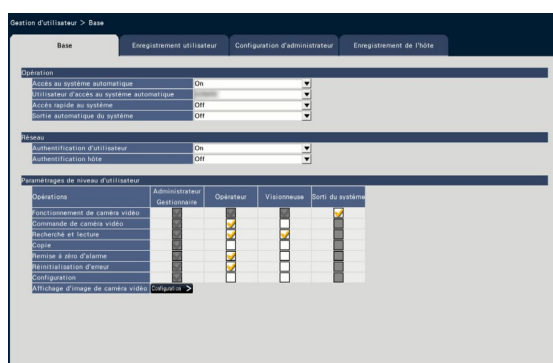 Gestion d'utilisateur > Base
Base Enregistrement utilisateur Configuration d'administrateur Enregistrement de l'hôte
Opération
Accès au système automatique On
Utilisateur d'accès au système automatique
Accès rapide au système Off
Sortie automatique du système Off
Réseau
Authentification d'utilisateur On
Authentification hôte Off
Paramétrages de niveau d'utilisateur
Opérations Administrateur Gestionnaire Opérateur Visionneuse Sorti du système
Fonctionnement de caméra vidéo
Commande de caméra vidéo
Recherché et lecture
Copie
Remise à zéro d'alarme
Réinitialisation d'erreur
Configuration
Affichage d'image de caméra vidéo Configuration >